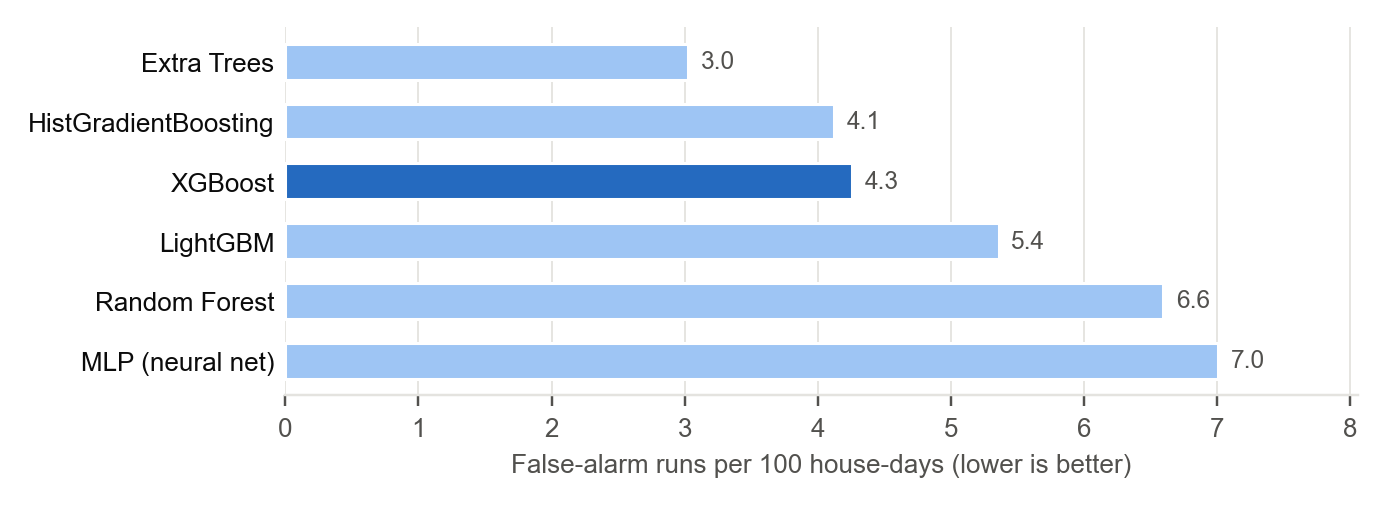 Extra Trees 3.0
HistGradientBoosting 4.1
XGBoost 4.3
LightGBM 5.4
Random Forest 6.6
MLP (neural net) 7.0
0 1 2 3 4 5 6 7 8
False-alarm runs per 100 house-days (lower is better)